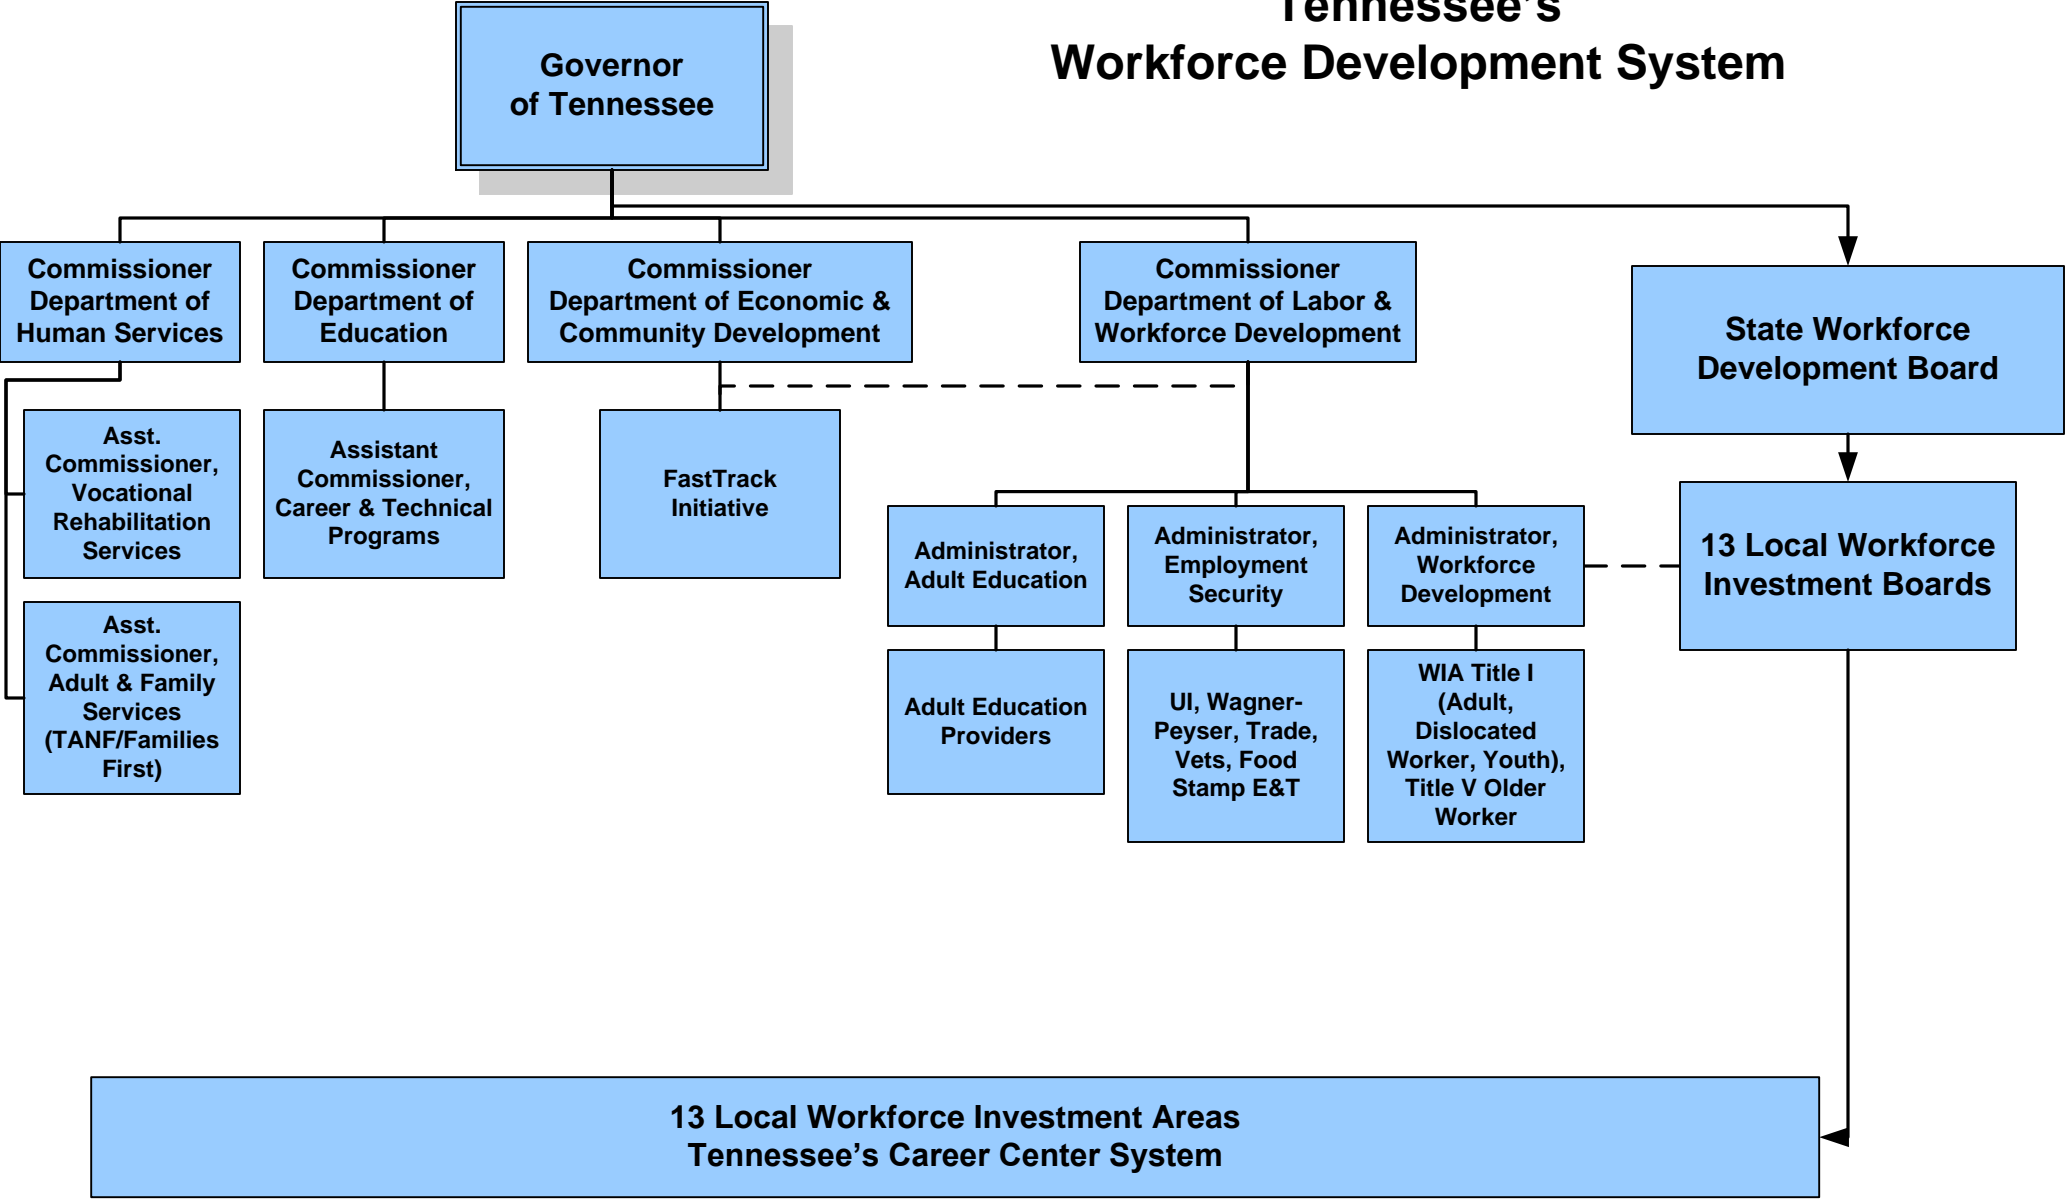 Tennessee's
Workforce Development System
Governor
of Tennessee
Commissioner
Department of
Human Services
Commissioner
Department of
Education
Commissioner
Department of Economic &
Community Development
Commissioner
Department of Labor &
Workforce Development
State Workforce
Development Board
Asst.
Commissioner,
Vocational
Rehabilitation
Services
Assistant
Commissioner,
Career & Technical
Programs
FastTrack
Initiative
Administrator,
Adult Education
Administrator,
Employment
Security
Administrator,
Workforce
Development
13 Local Workforce
Investment Boards
Asst.
Commissioner,
Adult & Family
Services
(TANF/Families
First)
Adult Education
Providers
UI, Wagner-
Peyser, Trade,
Vets, Food
Stamp E&T
WIA Title I
(Adult,
Dislocated
Worker, Youth),
Title V Older
Worker
13 Local Workforce Investment Areas
Tennessee’s Career Center System